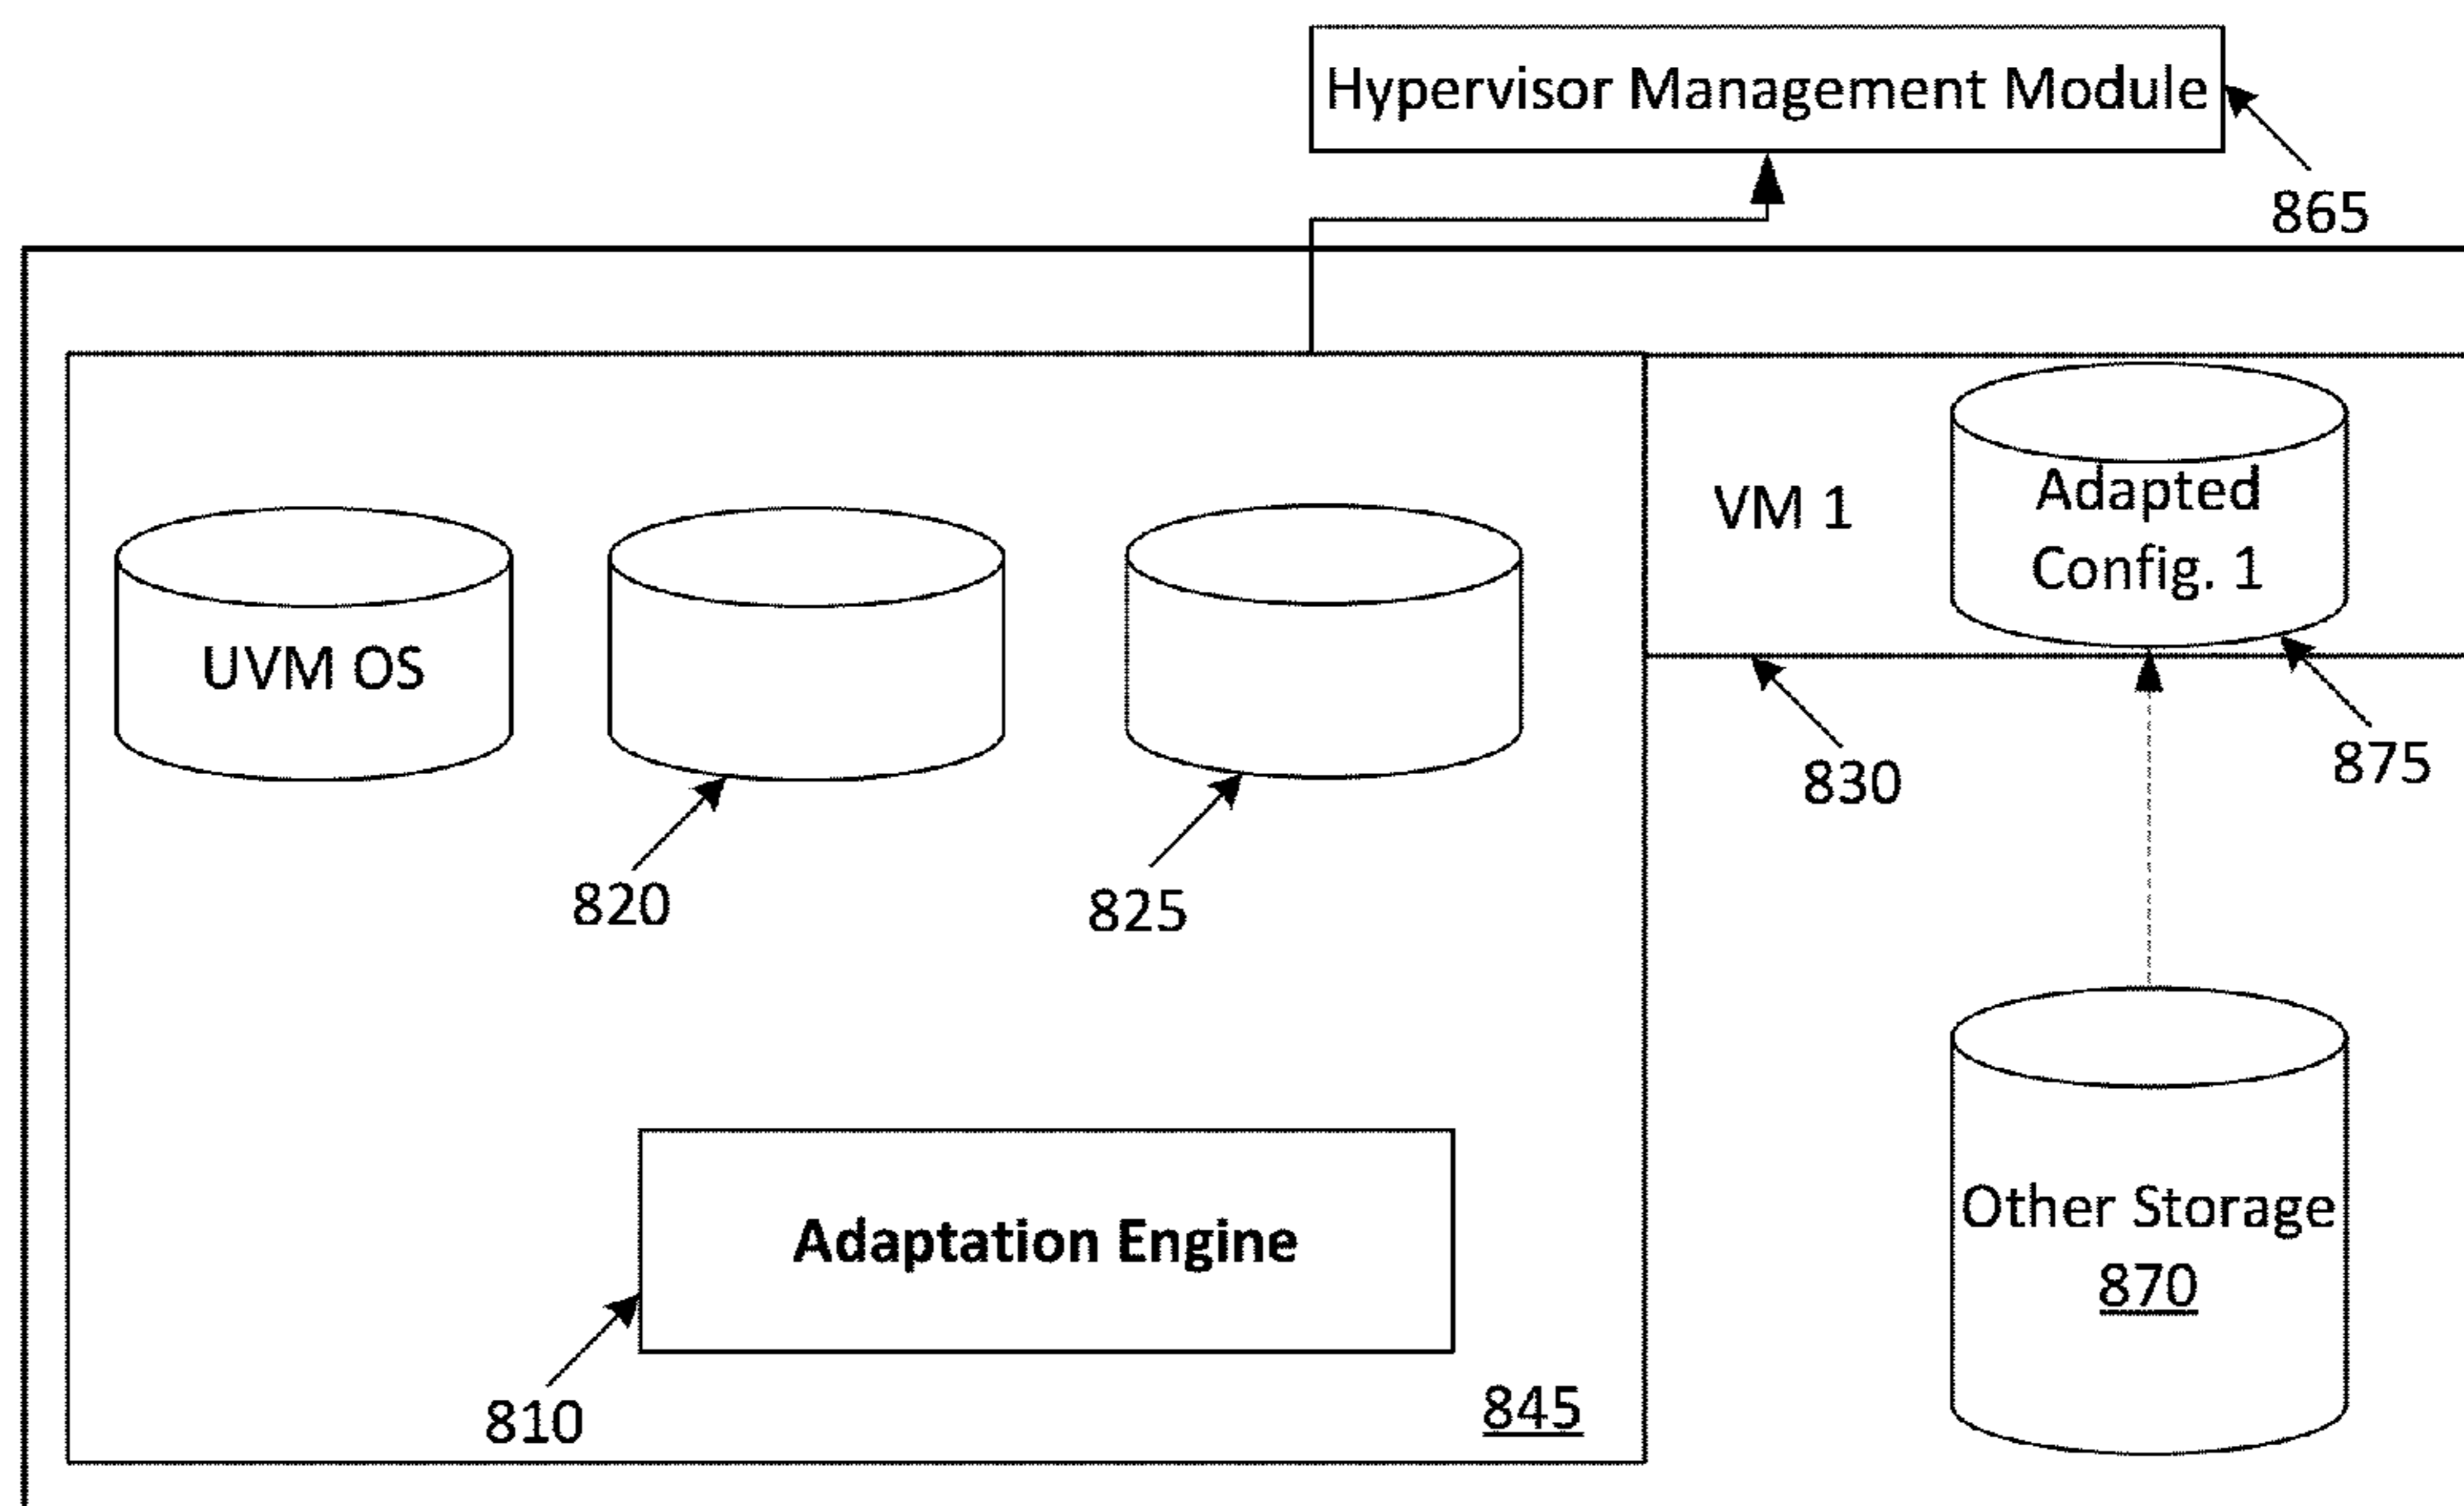 Hypervisor Management Module
865
VM 1
Adapted
Config. 1
UVM OS
830
875
820
825
Other Storage
870
Adaptation Engine
810
845